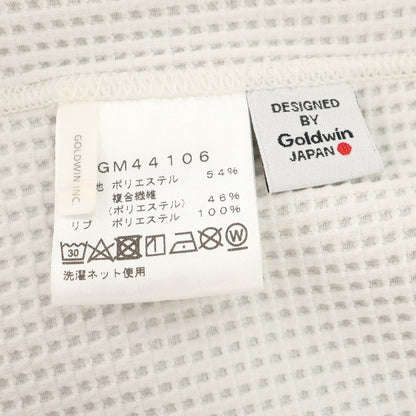 GOLDWIN INC.
GM44106
地 ポリエステル 54%
複合繊維
(ポリエステル) 46%
リブ ポリエステル 100%
30
W
洗濯ネット使用
DESIGNED
BY
Goldwin
JAPAN